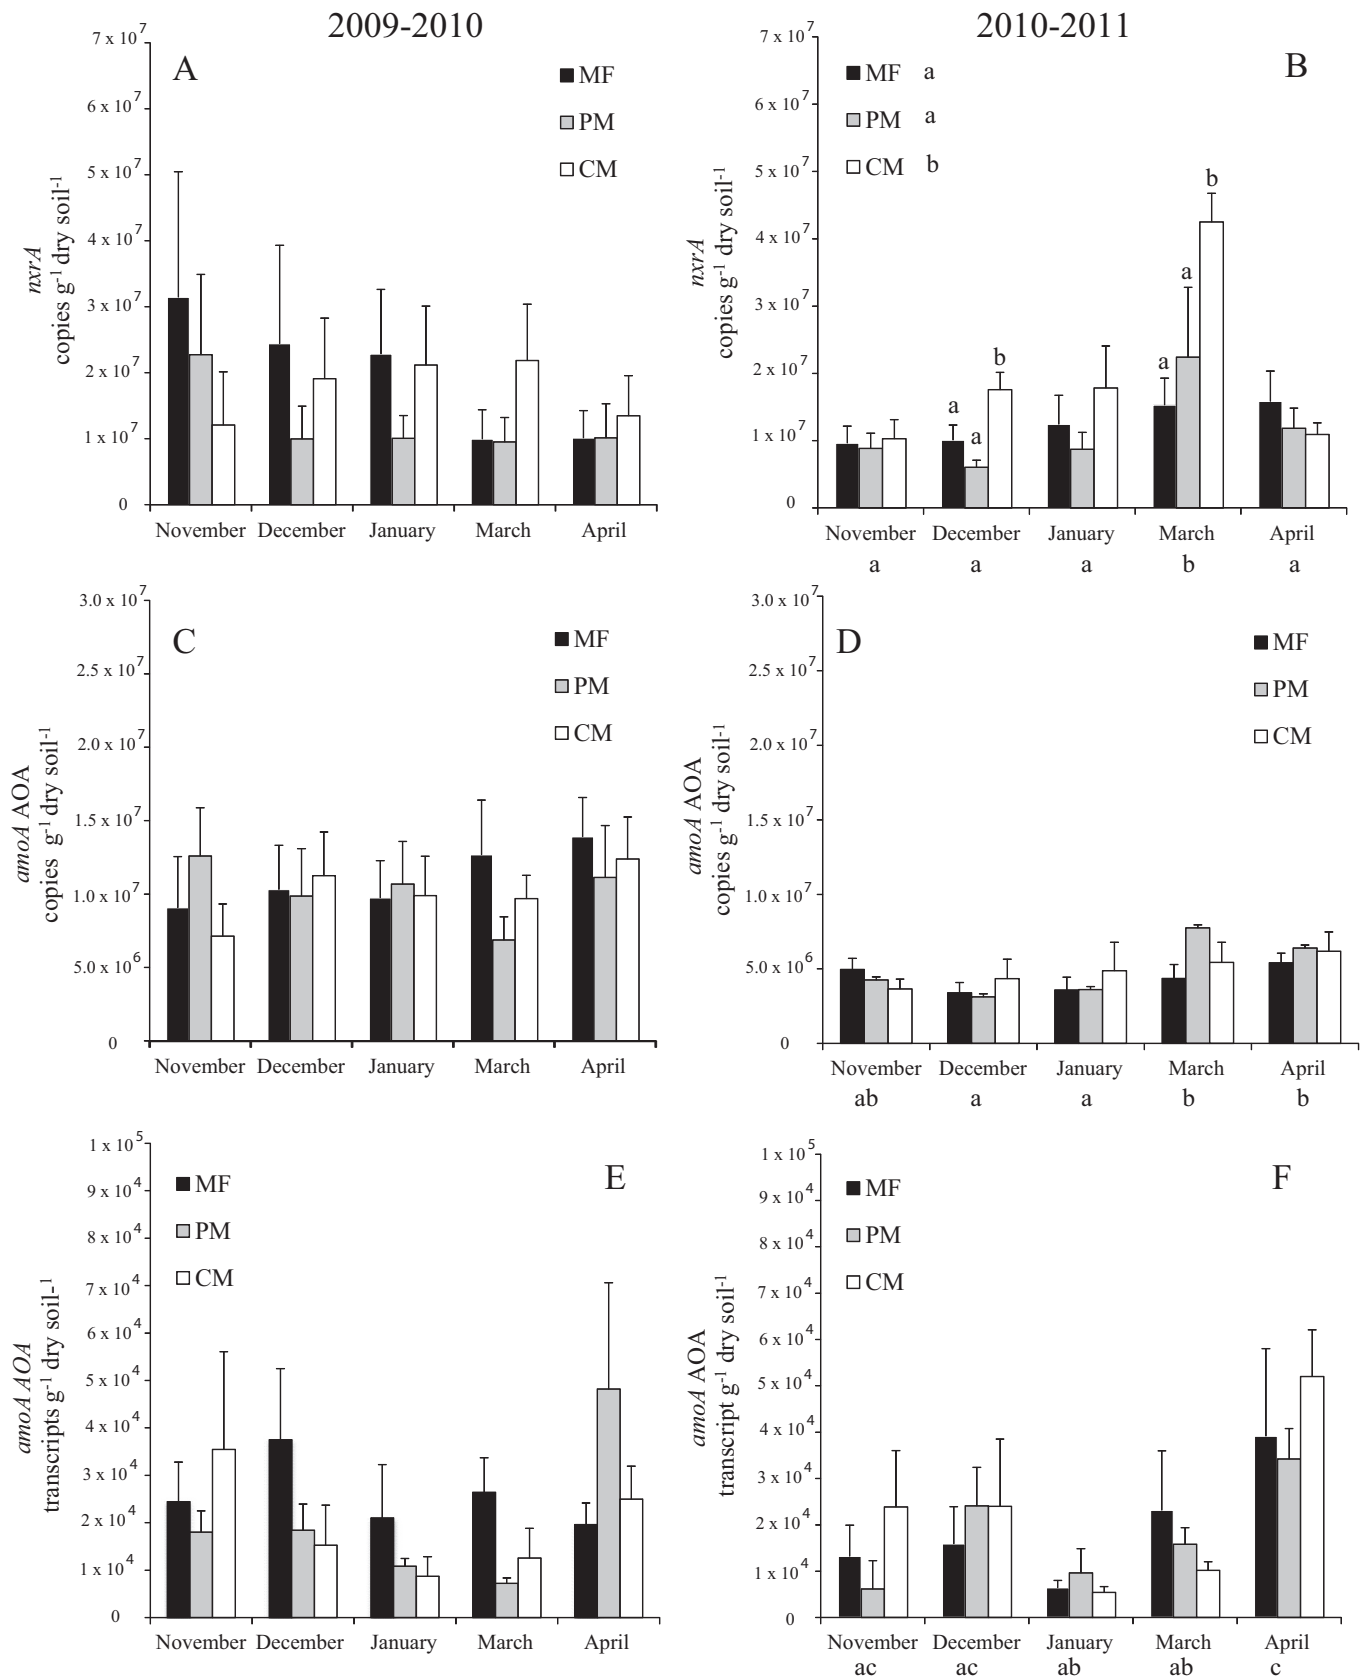 2009-2010
2010-2011
A
7 x 10^7
6 x 10^7
5 x 10^7
4 x 10^7
3 x 10^7
2 x 10^7
1 x 10^7
0
nxrA
copies g^-1 dry soil^-1
MF
PM
CM
November December January March April
B
7 x 10^7
6 x 10^7
5 x 10^7
4 x 10^7
3 x 10^7
2 x 10^7
1 x 10^7
0
nxrA
copies g^-1 dry soil^-1
MF a
PM a
CM b
a a b
a a b
November December January March April
a a a b a
C
3.0 x 10^7
2.5 x 10^7
2.0 x 10^7
1.5 x 10^7
1.0 x 10^7
5.0 x 10^6
0
amoA AOA
copies g^-1 dry soil^-1
MF
PM
CM
November December January March April
D
3.0 x 10^7
2.5 x 10^7
2.0 x 10^7
1.5 x 10^7
1.0 x 10^7
5.0 x 10^6
0
amoA AOA
copies g^-1 dry soil^-1
MF
PM
CM
November December January March April
ab a a b b
E
1 x 10^5
9 x 10^4
8 x 10^4
7 x 10^4
6 x 10^4
5 x 10^4
4 x 10^4
3 x 10^4
2 x 10^4
1 x 10^4
0
amoA AOA
transcripts g^-1 dry soil-^1
MF
PM
CM
November December January March April
F
1 x 10^5
9 x 10^4
8 x 10^4
7 x 10^4
6 x 10^4
5 x 10^4
4 x 10^4
3 x 10^4
2 x 10^4
1 x 10^4
0
amoA AOA
transcript g^-1 dry soil^-1
MF
PM
CM
November December January March April
ac ac ab ab c